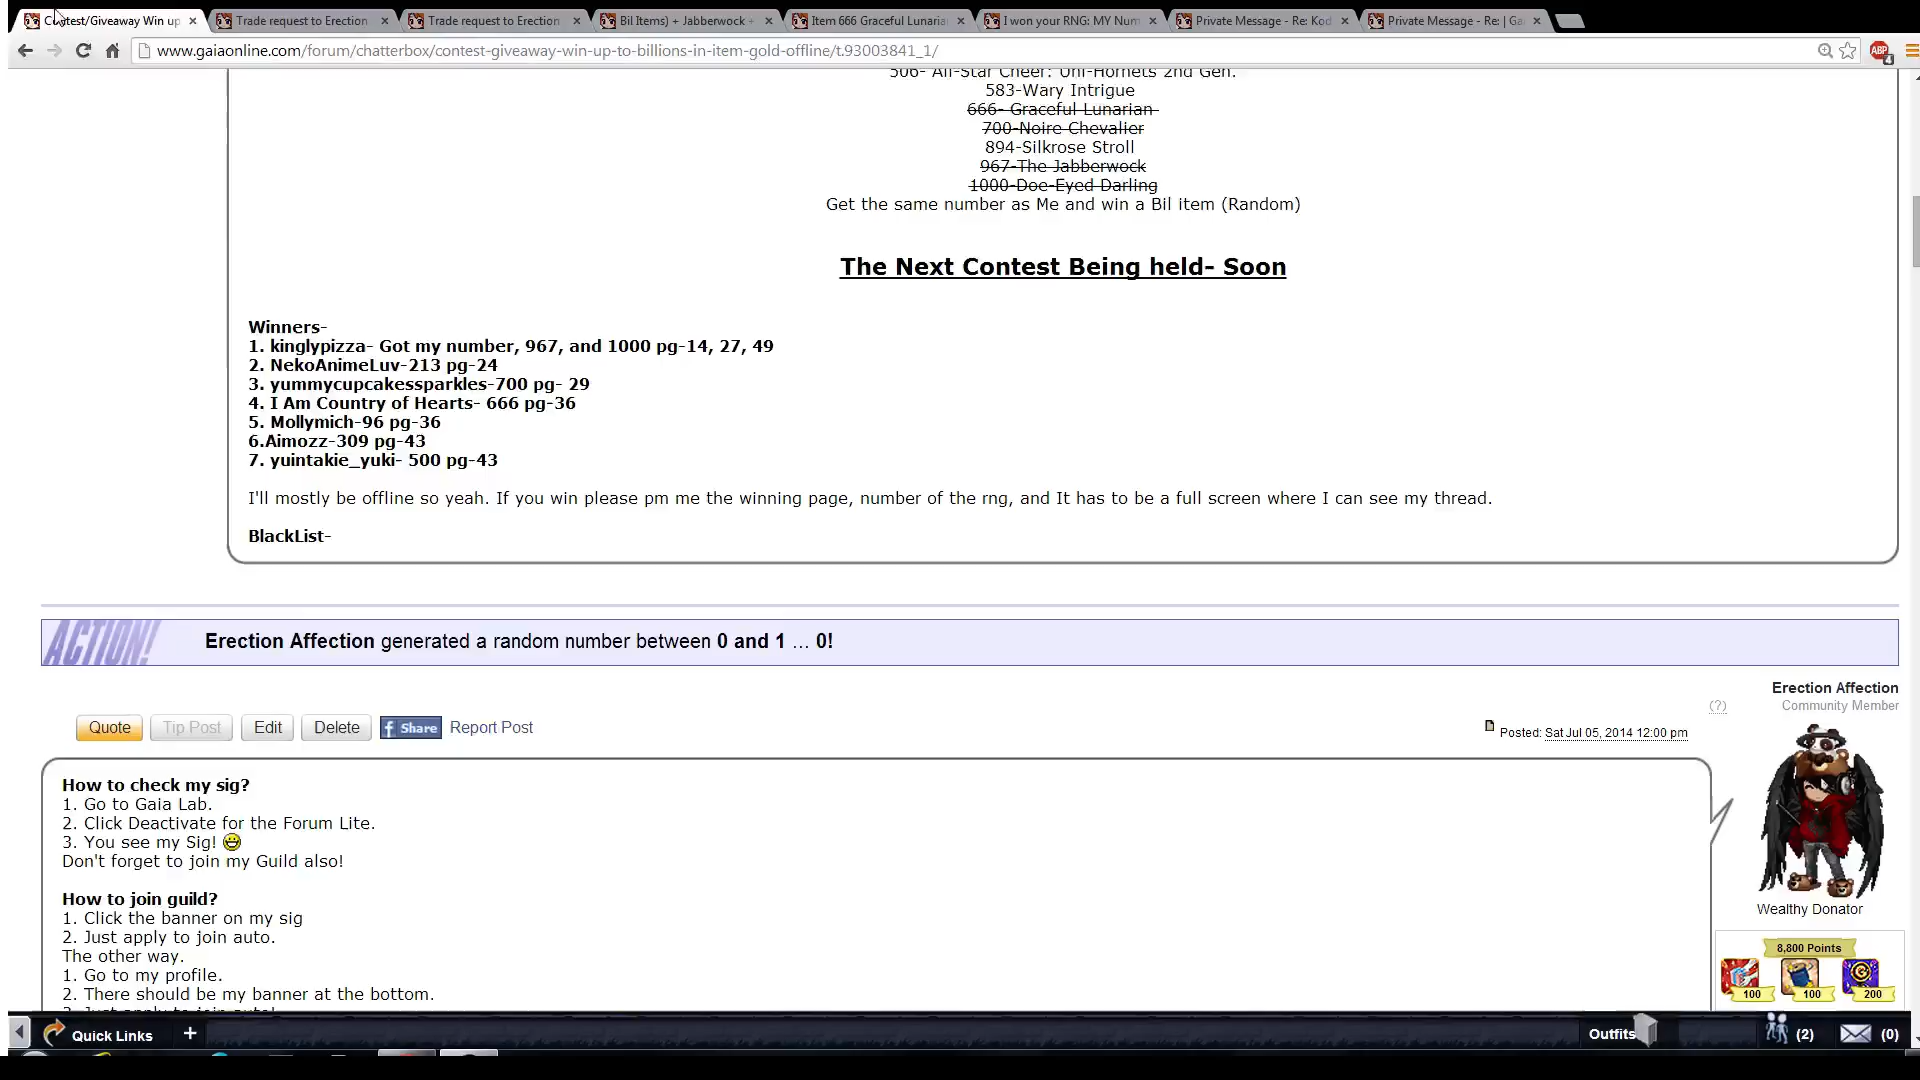 Contest/Giveaway Win up
Trade request to Erection
Trade request to Erection
Bil Items) + Jabberwock +
Item 666 Graceful Lunaria
I won your RNG: MY Num
Private Message - Re: Kod
Private Message - Re: | Ga
www.gaiaonline.com/forum/chatterbox/contest-giveaway-win-up-to-billions-in-item-gold-offline/t.93003841_1/
ABP
4
506- All-Star Cheer: Uni-Hornets 2nd Gen.
583-Wary Intrigue
666- Graceful Lunarian
700-Noire Chevalier
894-Silkrose Stroll
967-The Jabberwock
1000-Doe-Eyed Darling
Get the same number as Me and win a Bil item (Random)
The Next Contest Being held- Soon
Winners-
1. kinglypizza- Got my number, 967, and 1000 pg-14, 27, 49
2. NekoAnimeLuv-213 pg-24
3. yummycupcakessparkles-700 pg- 29
4. I Am Country of Hearts- 666 pg-36
5. Mollymich-96 pg-36
6.Aimozz-309 pg-43
7. yuintakie_yuki- 500 pg-43
I'll mostly be offline so yeah. If you win please pm me the winning page, number of the rng, and It has to be a full screen where I can see my thread.
BlackList-
ACTION!
Erection Affection generated a random number between 0 and 1 ... 0!
Erection Affection
Community Member
(?)
Quote
Tip Post
Edit
Delete
f Share
Report Post
Posted: Sat Jul 05, 2014 12:00 pm
How to check my sig?
1. Go to Gaia Lab.
2. Click Deactivate for the Forum Lite.
3. You see my Sig!
Don't forget to join my Guild also!
How to join guild?
1. Click the banner on my sig
2. Just apply to join auto.
The other way.
1. Go to my profile.
2. There should be my banner at the bottom.
Wealthy Donator
8,800 Points
100
100
200
Quick Links
+
Outfits
(2)
(0)